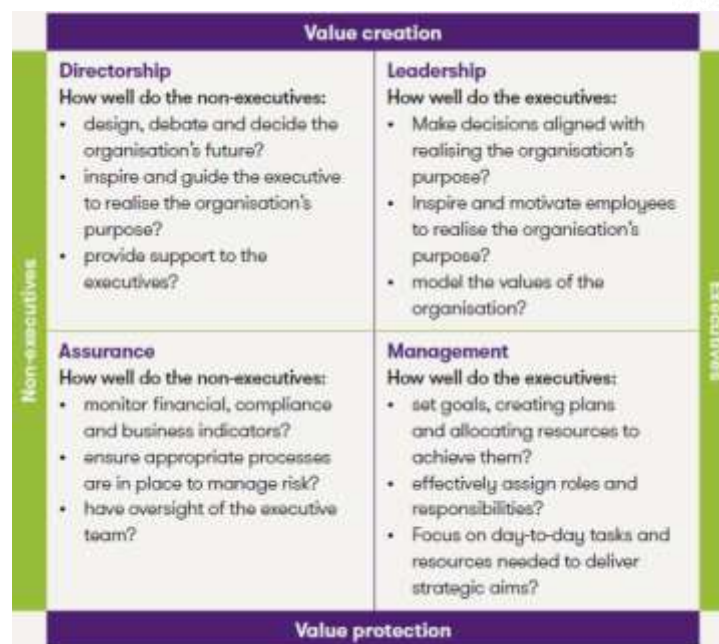 Value creation
Non-executives
Directorship
How well do the non-executives:
• design, debate and decide the
organisation's future?
• inspire and guide the executive
to realise the organisation's
purpose?
• provide support to the
executives?
Leadership
How well do the executives:
• Make decisions aligned with
realising the organisation's
purpose?
• Inspire and motivate employees
to realise the organisation's
purpose?
• model the values of the
organisation?
Executives
Assurance
How well do the non-executives:
• monitor financial, compliance
and business indicators?
• ensure appropriate processes
are in place to manage risk?
• have oversight of the executive
team?
Management
How well do the executives:
• set goals, creating plans
and allocating resources to
achieve them?
• effectively assign roles and
responsibilities?
• Focus on day-to-day tasks and
resources needed to deliver
strategic aims?
Value protection